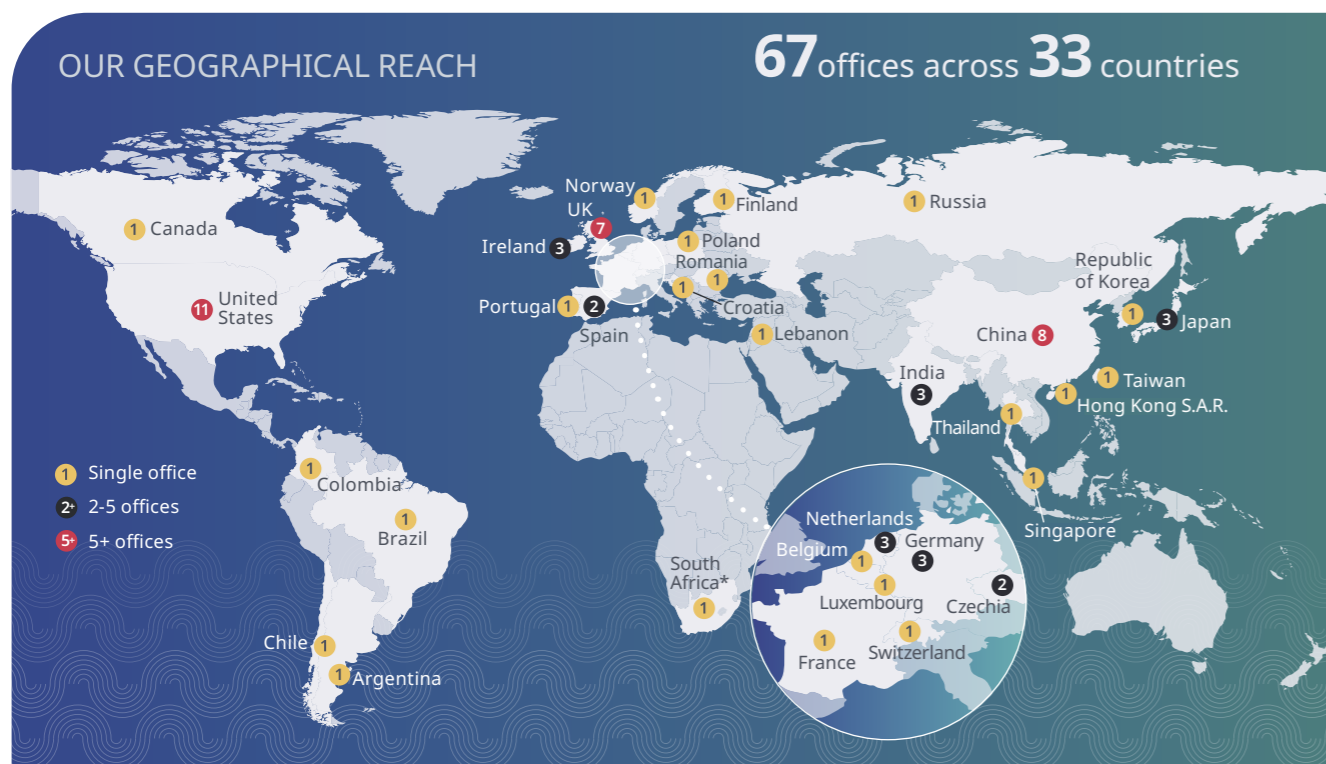 OUR GEOGRAPHICAL REACH
67 offices across 33 countries
Norway 1
UK
7
1 Finland
1 Russia
1 Canada
Ireland 3
1 Poland
Romania
1
1
Croatia
Republic
of Korea
1
11 United
States
Portugal 1
2
Spain
1 Lebanon
China 8
3 Japan
India
3
1 Taiwan
1
Hong Kong S.A.R.
Thailand 1
1 Single office
2+ 2-5 offices
5+ 5+ offices
1
Colombia
1
Brazil
1
Singapore
Netherlands
3
Germany
3
Belgium 1
South
Africa*
1
1
Luxembourg
2
Czechia
Chile 1
1
France
1
Switzerland
1 Argentina